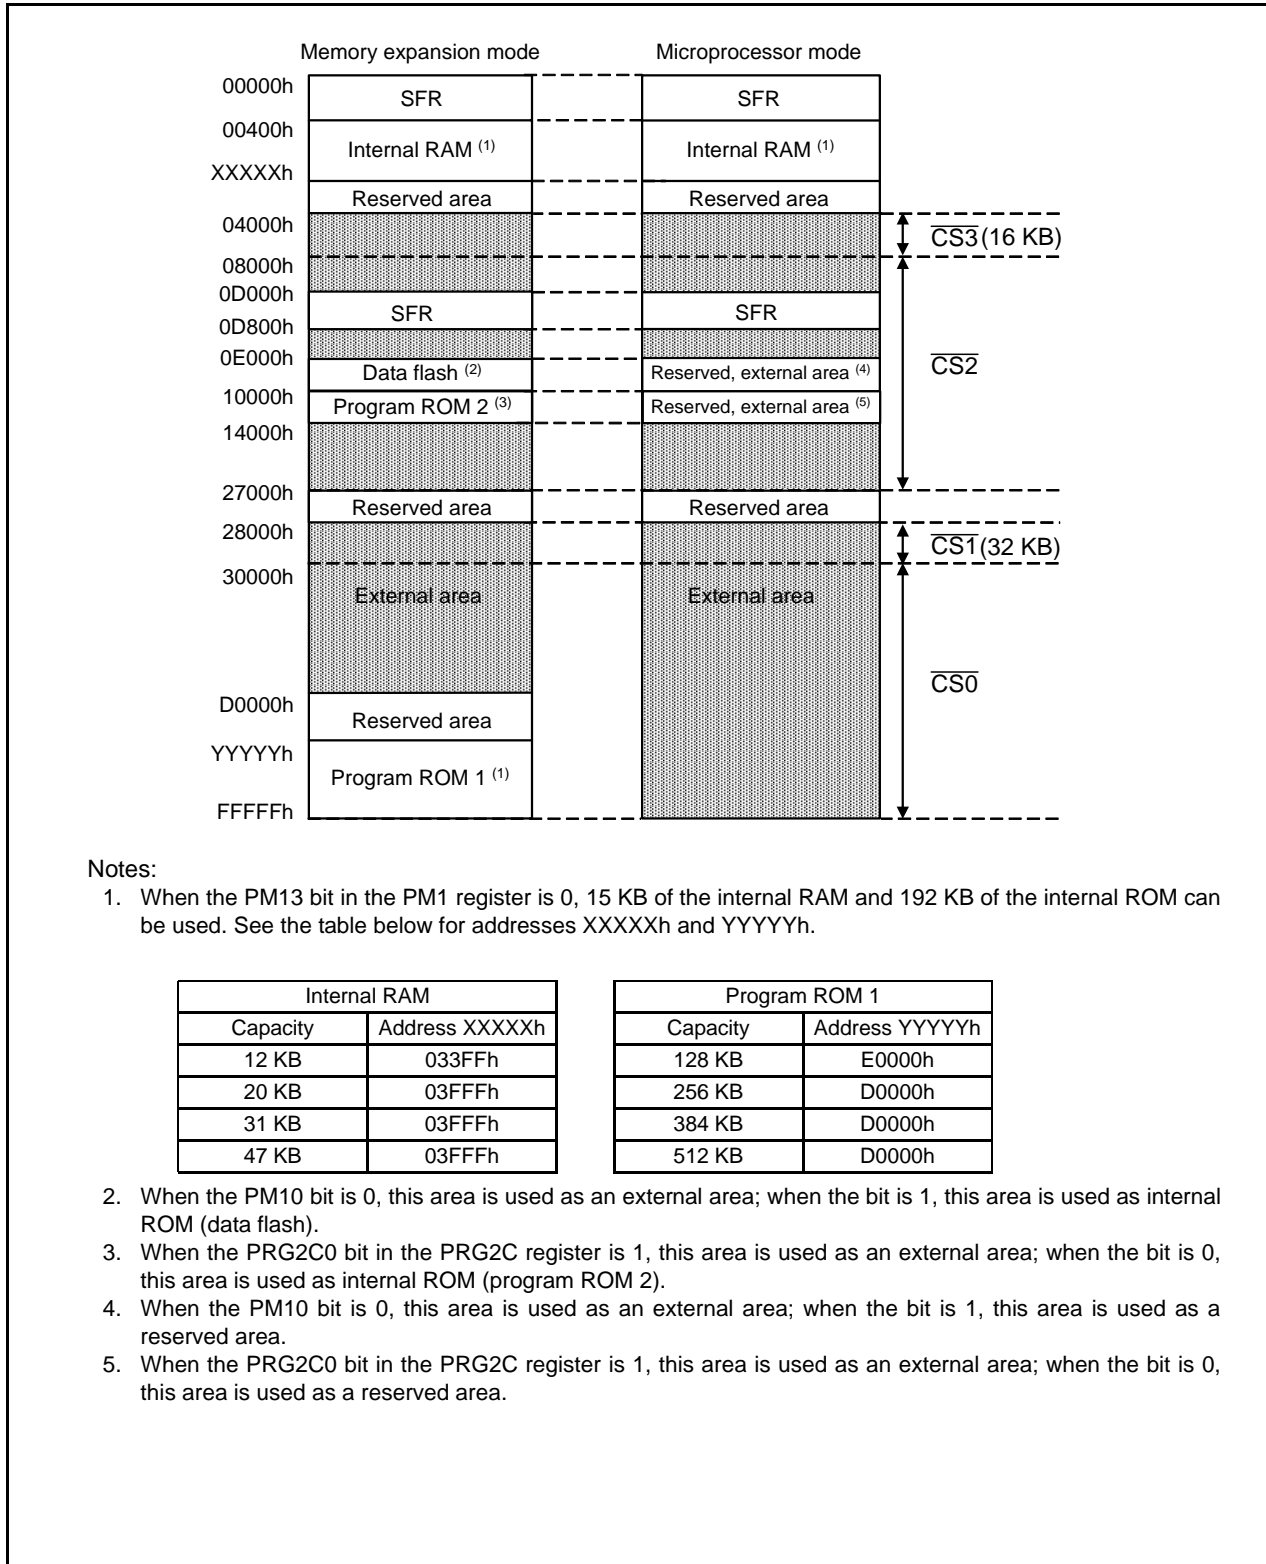 Memory expansion mode Microprocessor mode
00000h SFR SFR
00400h
Internal RAM (1) Internal RAM (1)
XXXXXh
Reserved area Reserved area
04000h
CS3 (16 KB)
08000h
0D000h
SFR SFR
0D800h
0E000h
Data flash (2) Reserved, external area (4) CS2
10000h
Program ROM 2 (3) Reserved, external area (5)
14000h
27000h
Reserved area Reserved area
28000h
CS1 (32 KB)
30000h
External area External area
CS0
D0000h
Reserved area
YYYYYh
Program ROM 1 (1)
FFFFFh
Notes:
1. When the PM13 bit in the PM1 register is 0, 15 KB of the internal RAM and 192 KB of the internal ROM can
be used. See the table below for addresses XXXXXh and YYYYYh.
Internal RAM Program ROM 1
Capacity Address XXXXXh Capacity Address YYYYYh
12 KB 033FFh 128 KB E0000h
20 KB 03FFFh 256 KB D0000h
31 KB 03FFFh 384 KB D0000h
47 KB 03FFFh 512 KB D0000h
2. When the PM10 bit is 0, this area is used as an external area; when the bit is 1, this area is used as internal
ROM (data flash).
3. When the PRG2C0 bit in the PRG2C register is 1, this area is used as an external area; when the bit is 0,
this area is used as internal ROM (program ROM 2).
4. When the PM10 bit is 0, this area is used as an external area; when the bit is 1, this area is used as a
reserved area.
5. When the PRG2C0 bit in the PRG2C register is 1, this area is used as an external area; when the bit is 0,
this area is used as a reserved area.